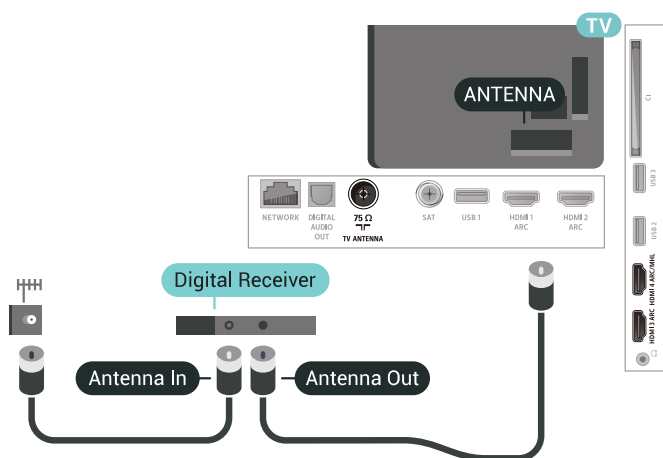 TV
ANTENNA
CI
USB 3
USB 2
HDMI 4 ARC/MHL
HDMI 3 ARC
NETWORK
DIGITAL
AUDIO
OUT
75 Ω
TV ANTENNA
SAT
USB 1
HDMI 1
ARC
HDMI 2
ARC
Digital Receiver
Antenna In
Antenna Out